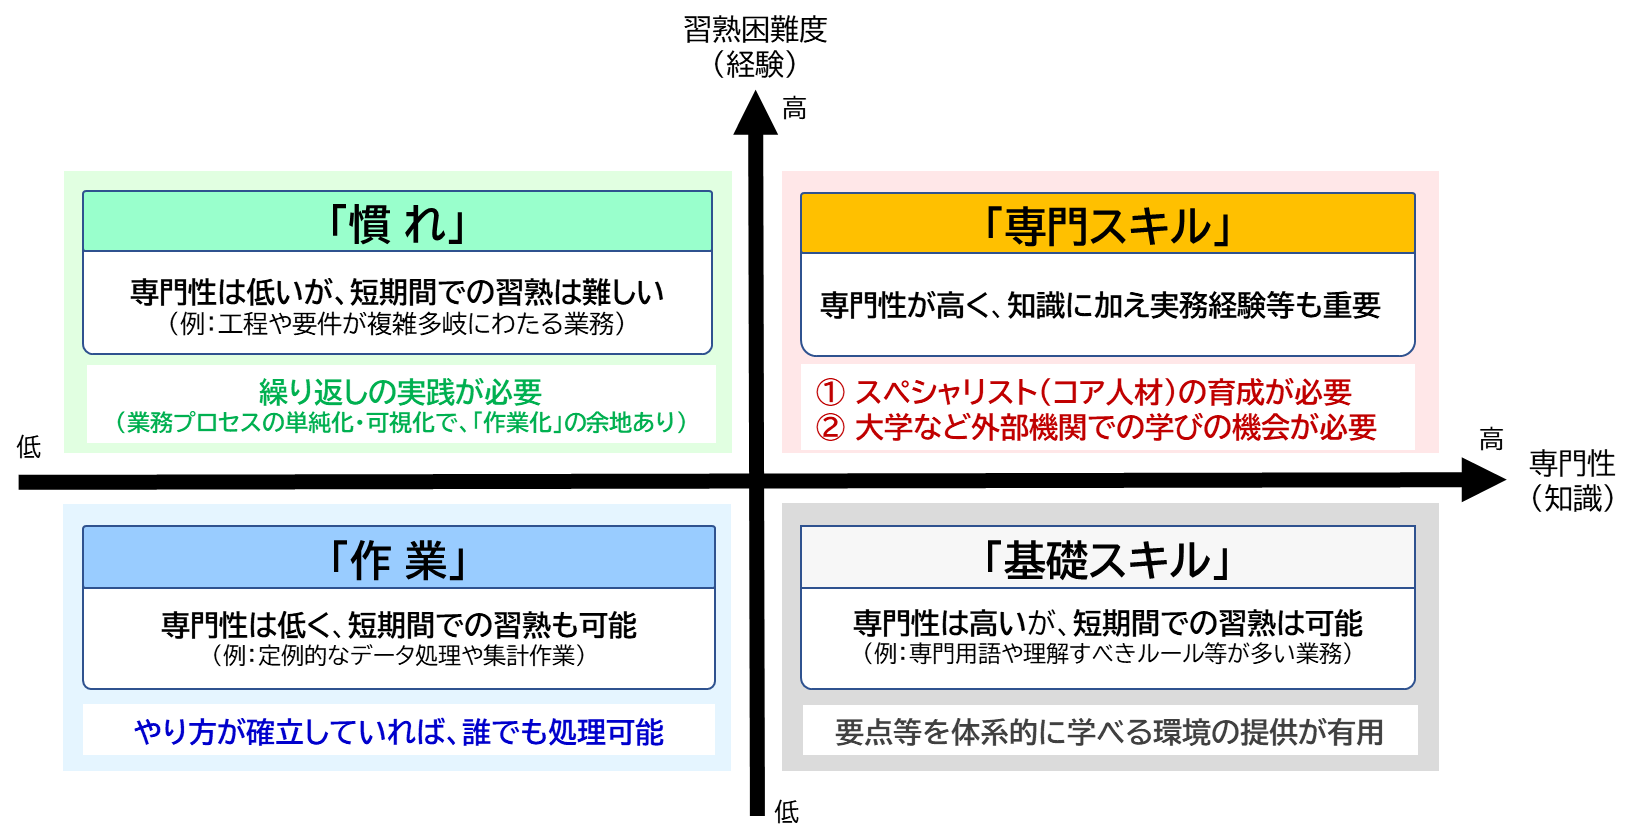 習熟困難度
（経験）
高
「慣 れ」
専門性は低いが、短期間での習熟は難しい
（例：工程や要件が複雑多岐にわたる業務）
繰り返しの実践が必要
（業務プロセスの単純化・可視化で、「作業化」の余地あり）
「専門スキル」
専門性が高く、知識に加え実務経験等も重要
① スペシャリスト（コア人材）の育成が必要
② 大学など外部機関での学びの機会が必要
低
高
専門性
（知識）
「作 業」
専門性は低く、短期間での習熟も可能
（例：定例的なデータ処理や集計作業）
やり方が確立していれば、誰でも処理可能
「基礎スキル」
専門性は高いが、短期間での習熟は可能
（例：専門用語や理解すべきルール等が多い業務）
要点等を体系的に学べる環境の提供が有用
低